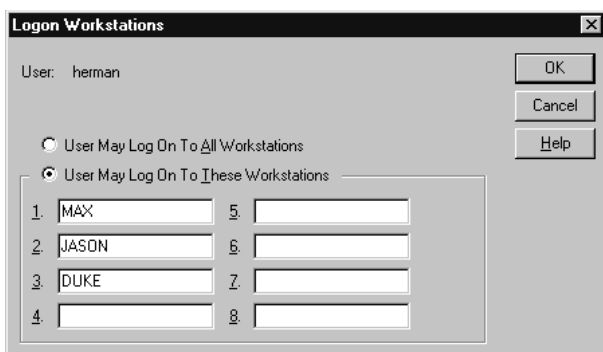 Logon Workstations
User: herman
OK
Cancel
Help
User May Log On To All Workstations
User May Log On To These Workstations
1. MAX 5.
2. JASON 6.
3. DUKE 7.
4. 8.